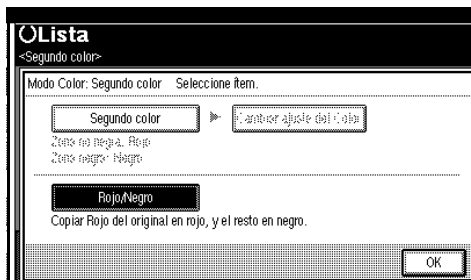 Lista
<Segundo color>
Modo Color: Segundo color Seleccione ítem.
Segundo color
Cambiar ajuste del Color
Zona no negra: Rojo
Zona negra: Negro
Rojo/Negro
Copiar Rojo del original en rojo, y el resto en negro.
OK